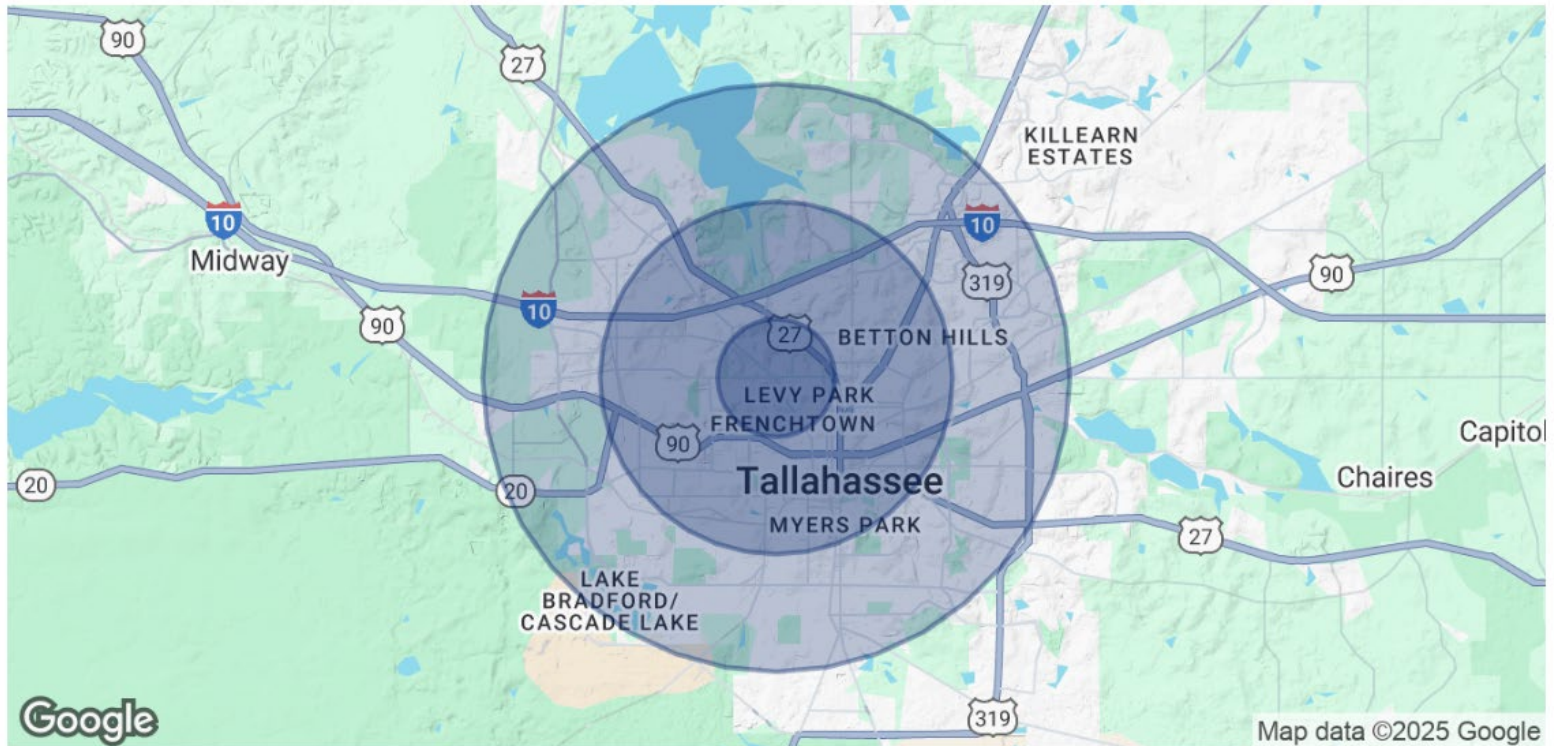 90
27
KILLEARN
ESTATES
10
10
Midway
319
90
10
90
27
BETTON HILLS
LEVY PARK
FRENCHTOWN
90
Capitol
20
20
Tallahassee
Chaires
MYERS PARK
27
LAKE
BRADFORD/
CASCADE LAKE
319
Google
Map data ©2025 Google